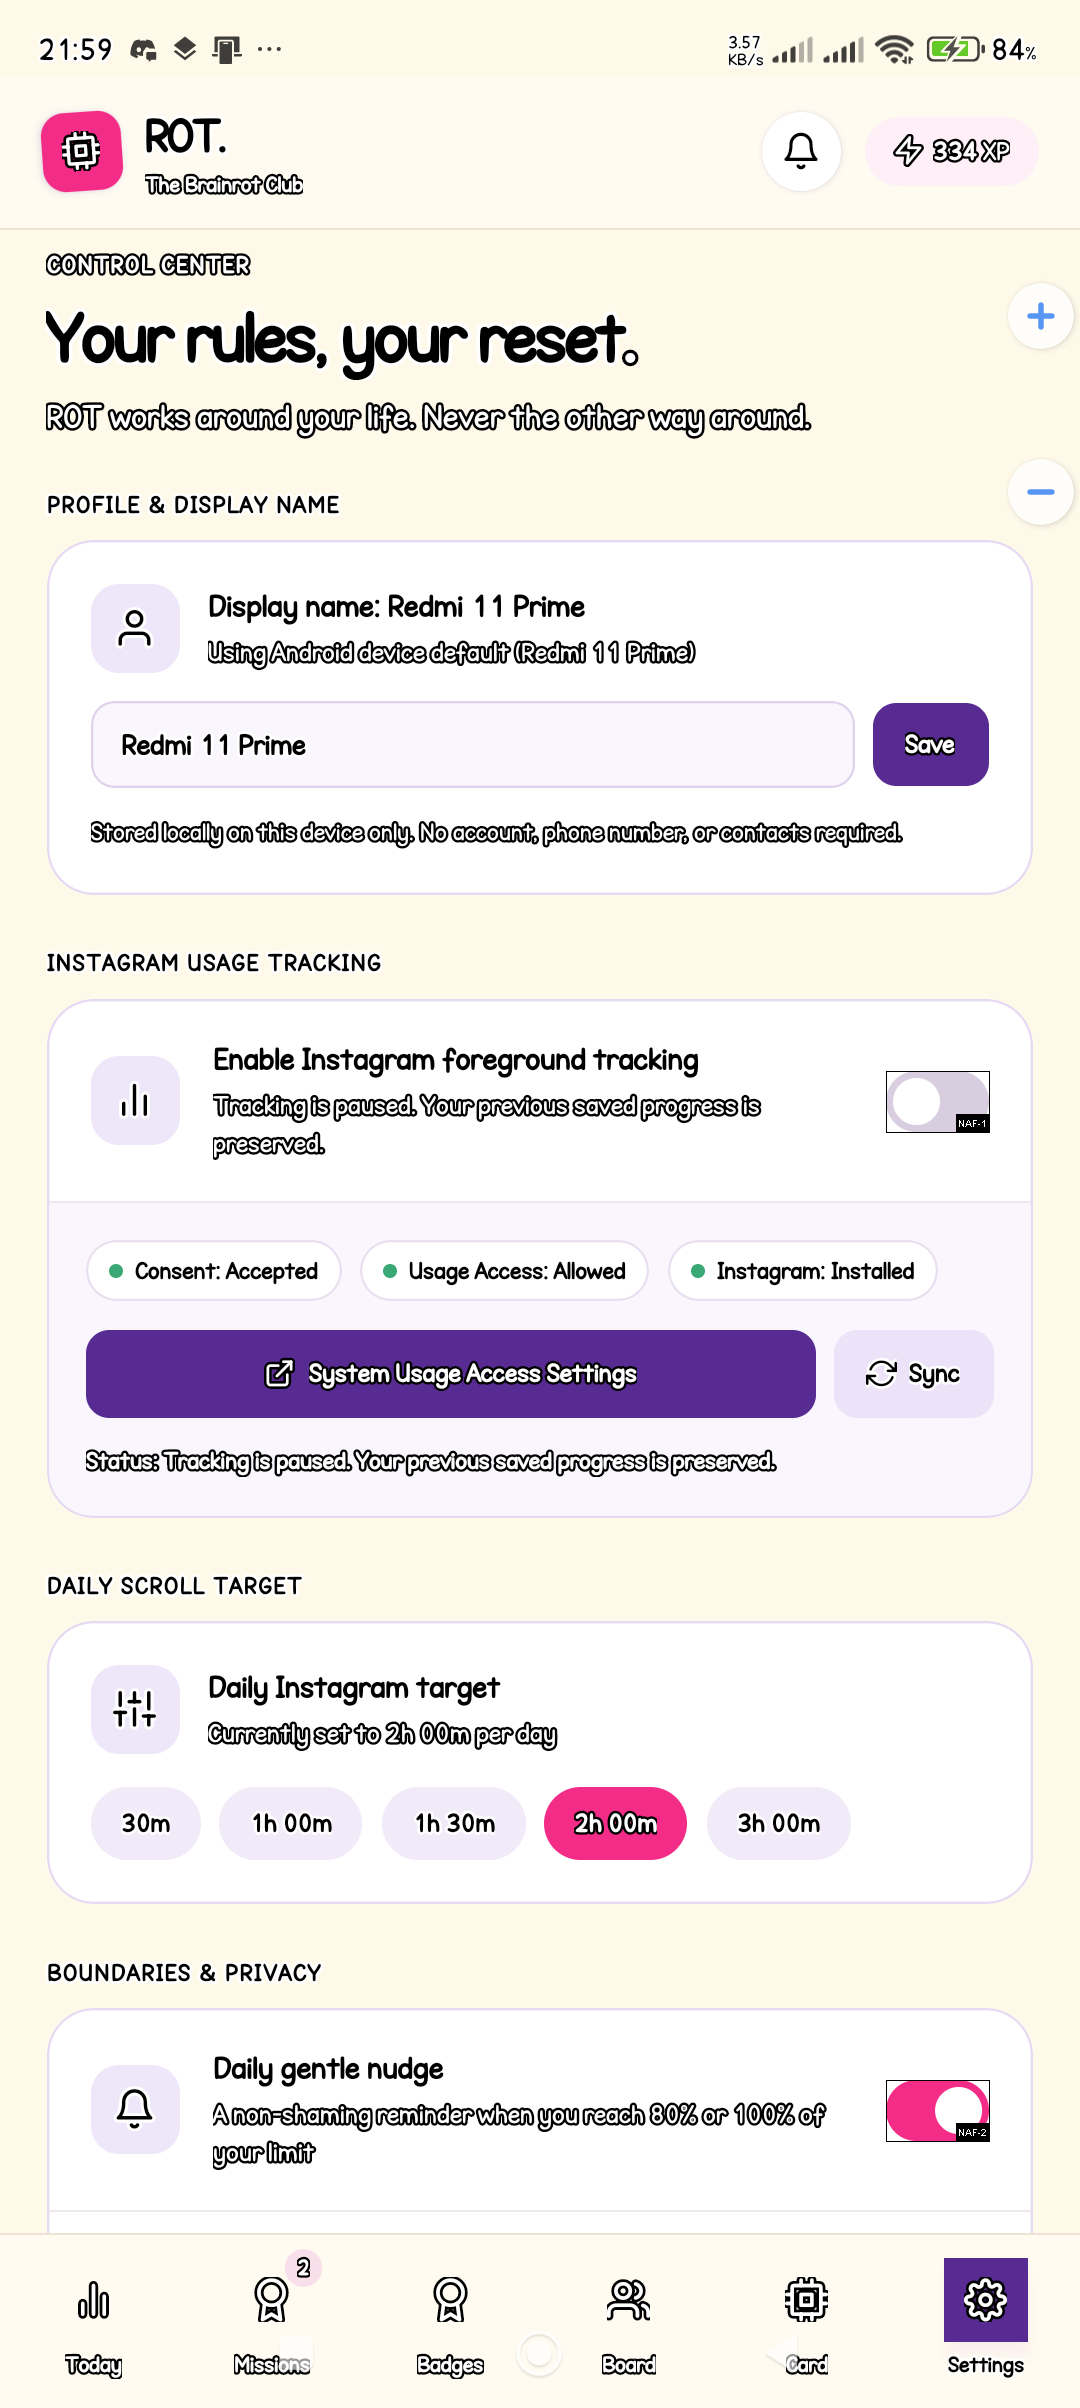 21:59
3.57 KB/s
84%
ROT.
The Brainrot Club
334 XP
CONTROL CENTER
Your rules, your reset.
ROT works around your life. Never the other way around.
PROFILE & DISPLAY NAME
Display name: Redmi 11 Prime
Using Android device default (Redmi 11 Prime)
Redmi 11 Prime
Save
Stored locally on this device only. No account, phone number, or contacts required.
INSTAGRAM USAGE TRACKING
Enable Instagram foreground tracking
Tracking is paused. Your previous saved progress is
preserved.
NAF-1
Consent: Accepted
Usage Access: Allowed
Instagram: Installed
System Usage Access Settings
Sync
Status: Tracking is paused. Your previous saved progress is preserved.
DAILY SCROLL TARGET
Daily Instagram target
Currently set to 2h 00m per day
30m
1h 00m
1h 30m
2h 00m
3h 00m
BOUNDARIES & PRIVACY
Daily gentle nudge
A non-shaming reminder when you reach 80% or 100% of
your limit
NAF-2
2
Today
Missions
Badges
Board
Card
Settings